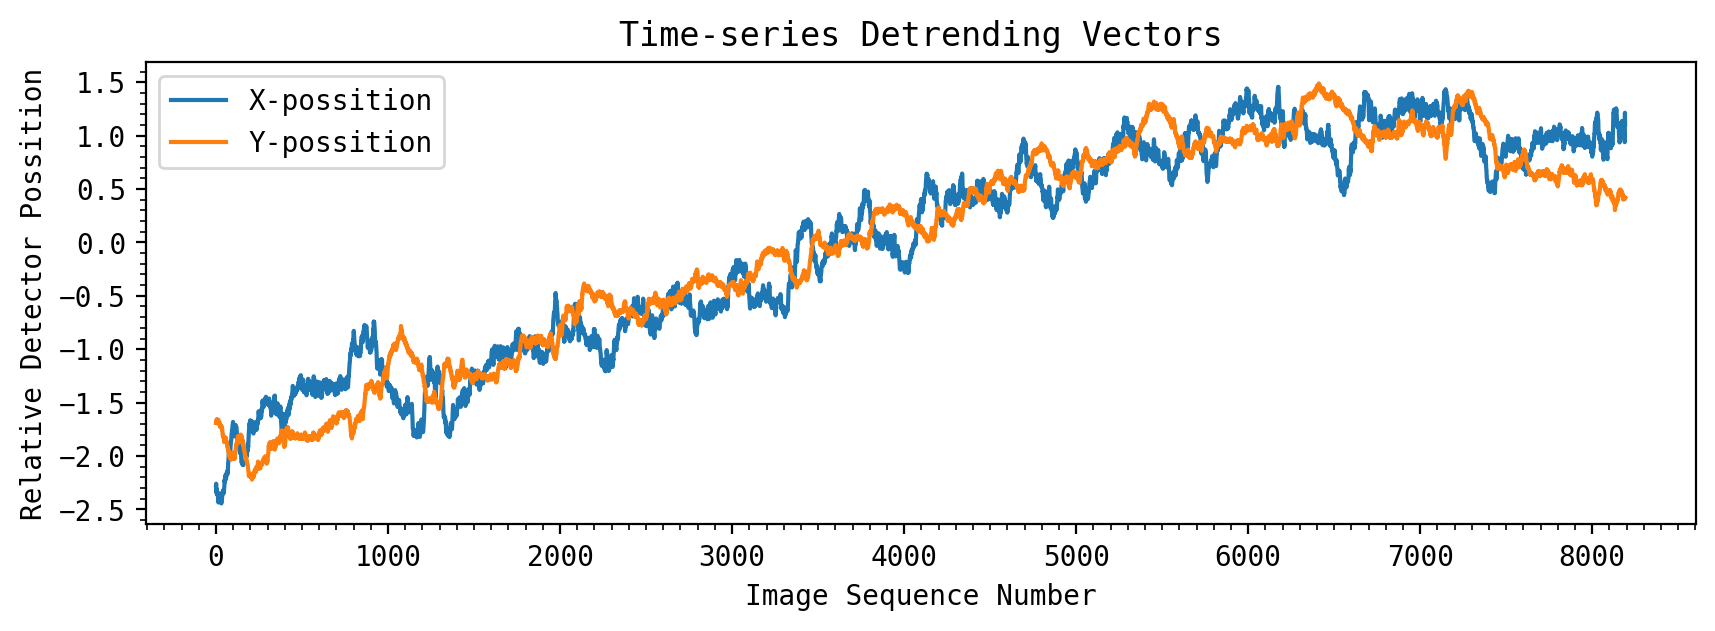 Time-series Detrending Vectors
X-possition
Y-possition
Relative Detector Position
1.5
1.0
0.5
0.0
−0.5
−1.0
−1.5
−2.0
−2.5
0 1000 2000 3000 4000 5000 6000 7000 8000
Image Sequence Number